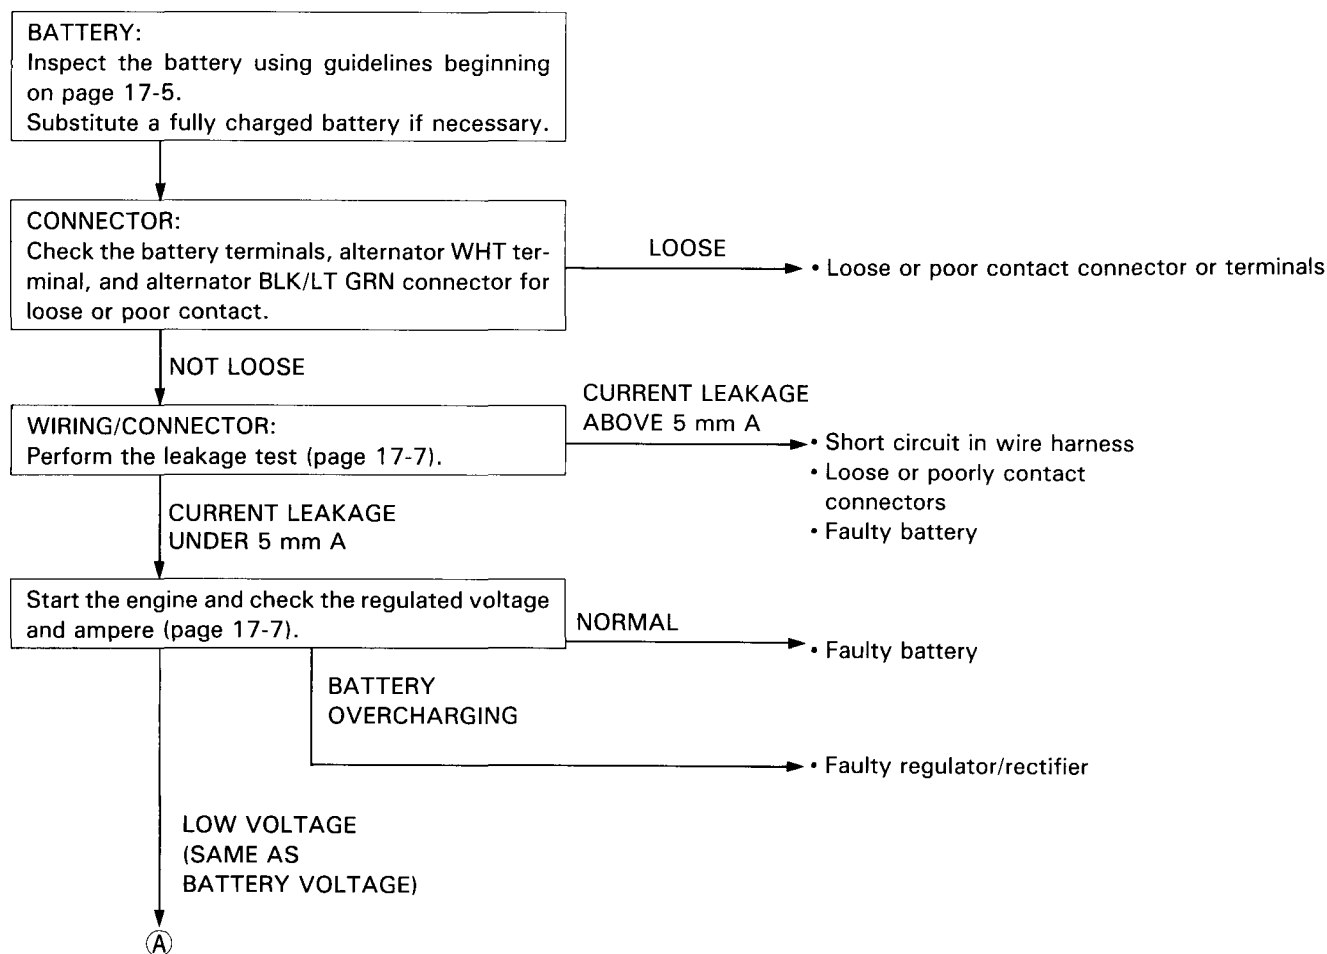 BATTERY:
Inspect the battery using guidelines beginning
on page 17-5.
Substitute a fully charged battery if necessary.
CONNECTOR:
Check the battery terminals, alternator WHT ter-
minal, and alternator BLK/LT GRN connector for
loose or poor contact.
LOOSE
• Loose or poor contact connector or terminals
NOT LOOSE
WIRING/CONNECTOR:
Perform the leakage test (page 17-7).
CURRENT LEAKAGE
ABOVE 5 mm A
• Short circuit in wire harness
• Loose or poorly contact
connectors
• Faulty battery
CURRENT LEAKAGE
UNDER 5 mm A
Start the engine and check the regulated voltage
and ampere (page 17-7).
NORMAL
• Faulty battery
BATTERY
OVERCHARGING
• Faulty regulator/rectifier
LOW VOLTAGE
(SAME AS
BATTERY VOLTAGE)
Ⓐ